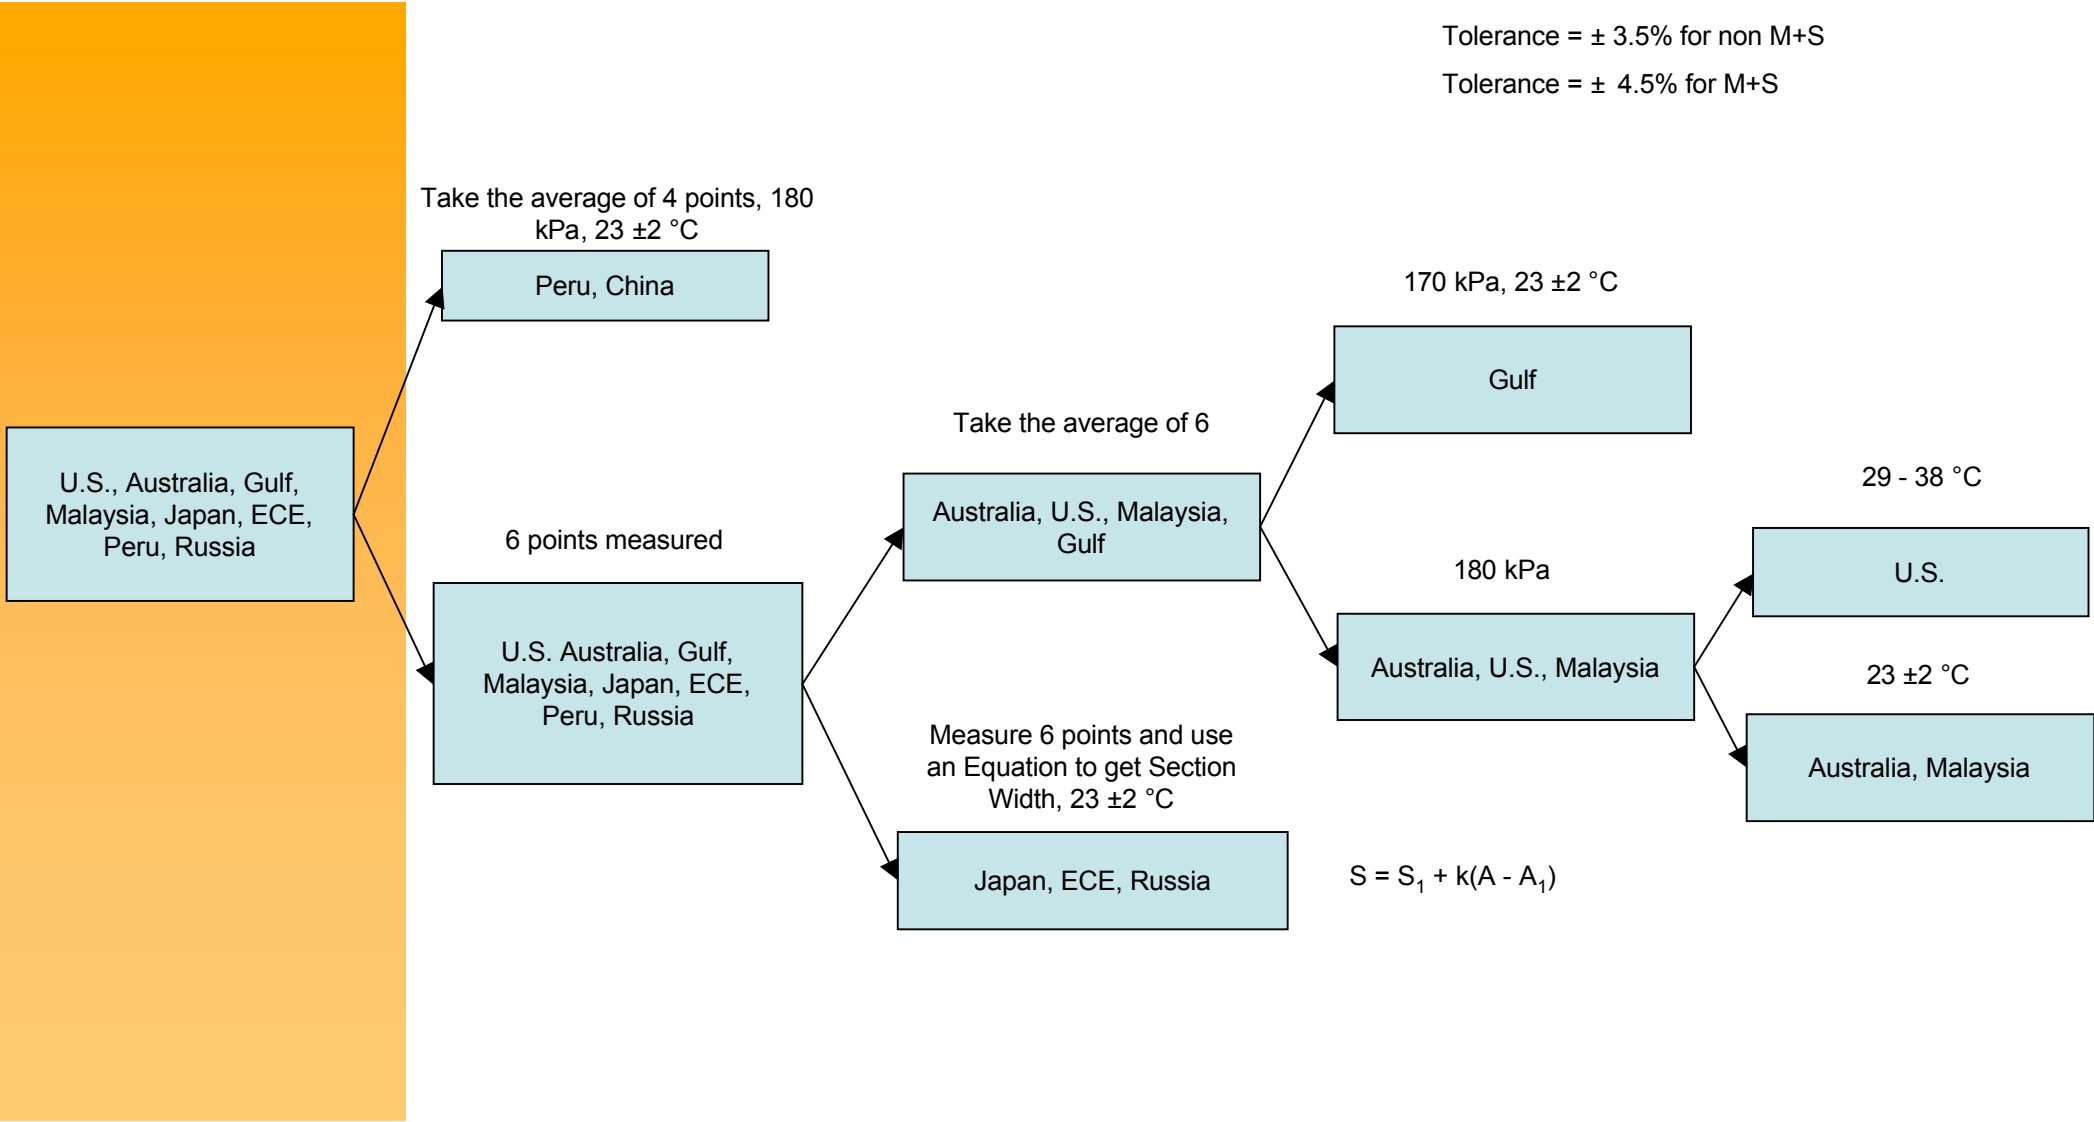 Tolerance = ± 3.5% for non M+S
Tolerance = ± 4.5% for M+S
Take the average of 4 points, 180
kPa, 23 ±2 °C
Peru, China
170 kPa, 23 ±2 °C
Gulf
Take the average of 6
U.S., Australia, Gulf,
Malaysia, Japan, ECE,
Peru, Russia
Australia, U.S., Malaysia,
Gulf
29 - 38 °C
U.S.
6 points measured
U.S. Australia, Gulf,
Malaysia, Japan, ECE,
Peru, Russia
180 kPa
Australia, U.S., Malaysia
23 ±2 °C
Australia, Malaysia
Measure 6 points and use
an Equation to get Section
Width, 23 ±2 °C
Japan, ECE, Russia
S = S₁ + k(A - A₁)